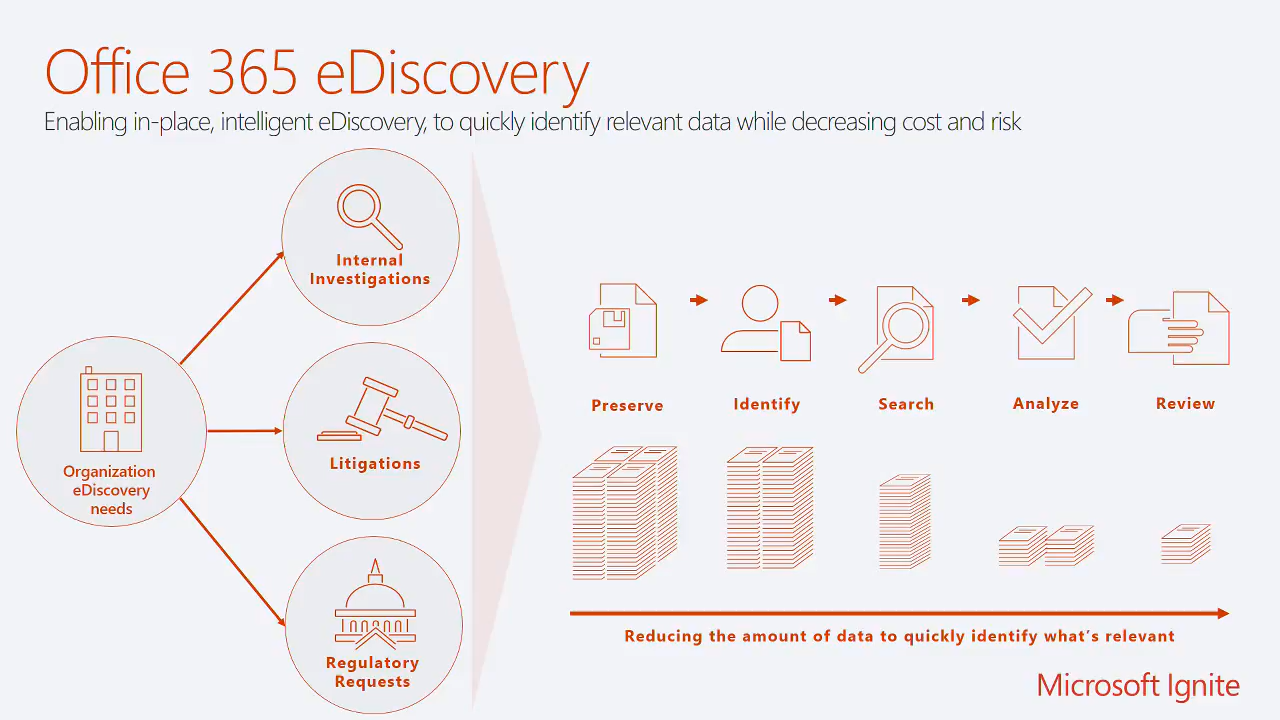 Office 365 eDiscovery
Enabling in-place, intelligent eDiscovery, to quickly identify relevant data while decreasing cost and risk
Organization
eDiscovery
needs
Internal
Investigations
Litigations
Regulatory
Requests
Preserve
Identify
Search
Analyze
Review
Reducing the amount of data to quickly identify what's relevant
Microsoft Ignite